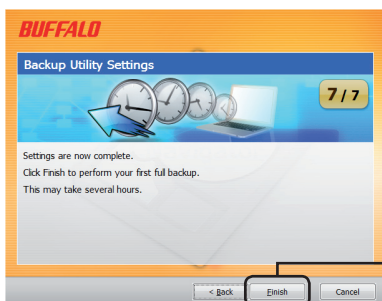 BUFFALO
Backup Utility Settings
7 / 7
Settings are now complete.
Click Finish to perform your first full backup.
This may take several hours.
< Back
Finish
Cancel